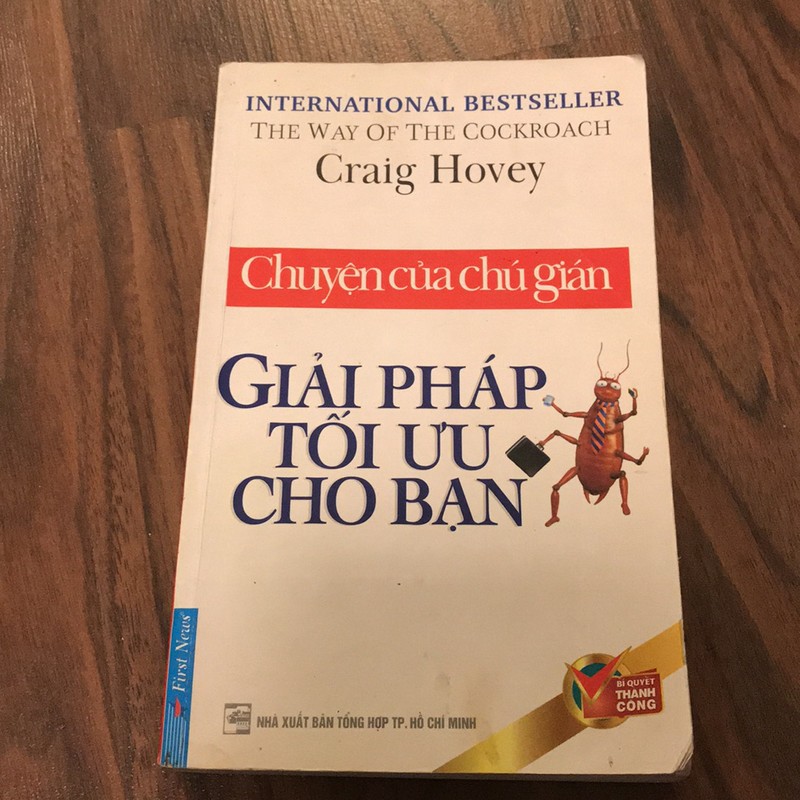 INTERNATIONAL BESTSELLER
THE WAY OF THE COCKROACH
Craig Hovey
Chuyện của chú gián
GIẢI PHÁP
TỐI ƯU
CHO BẠN
First News
NHÀ XUẤT BẢN TỔNG HỢP TP. HỒ CHÍ MINH
BÍ QUYẾT
THÀNH
CÔNG